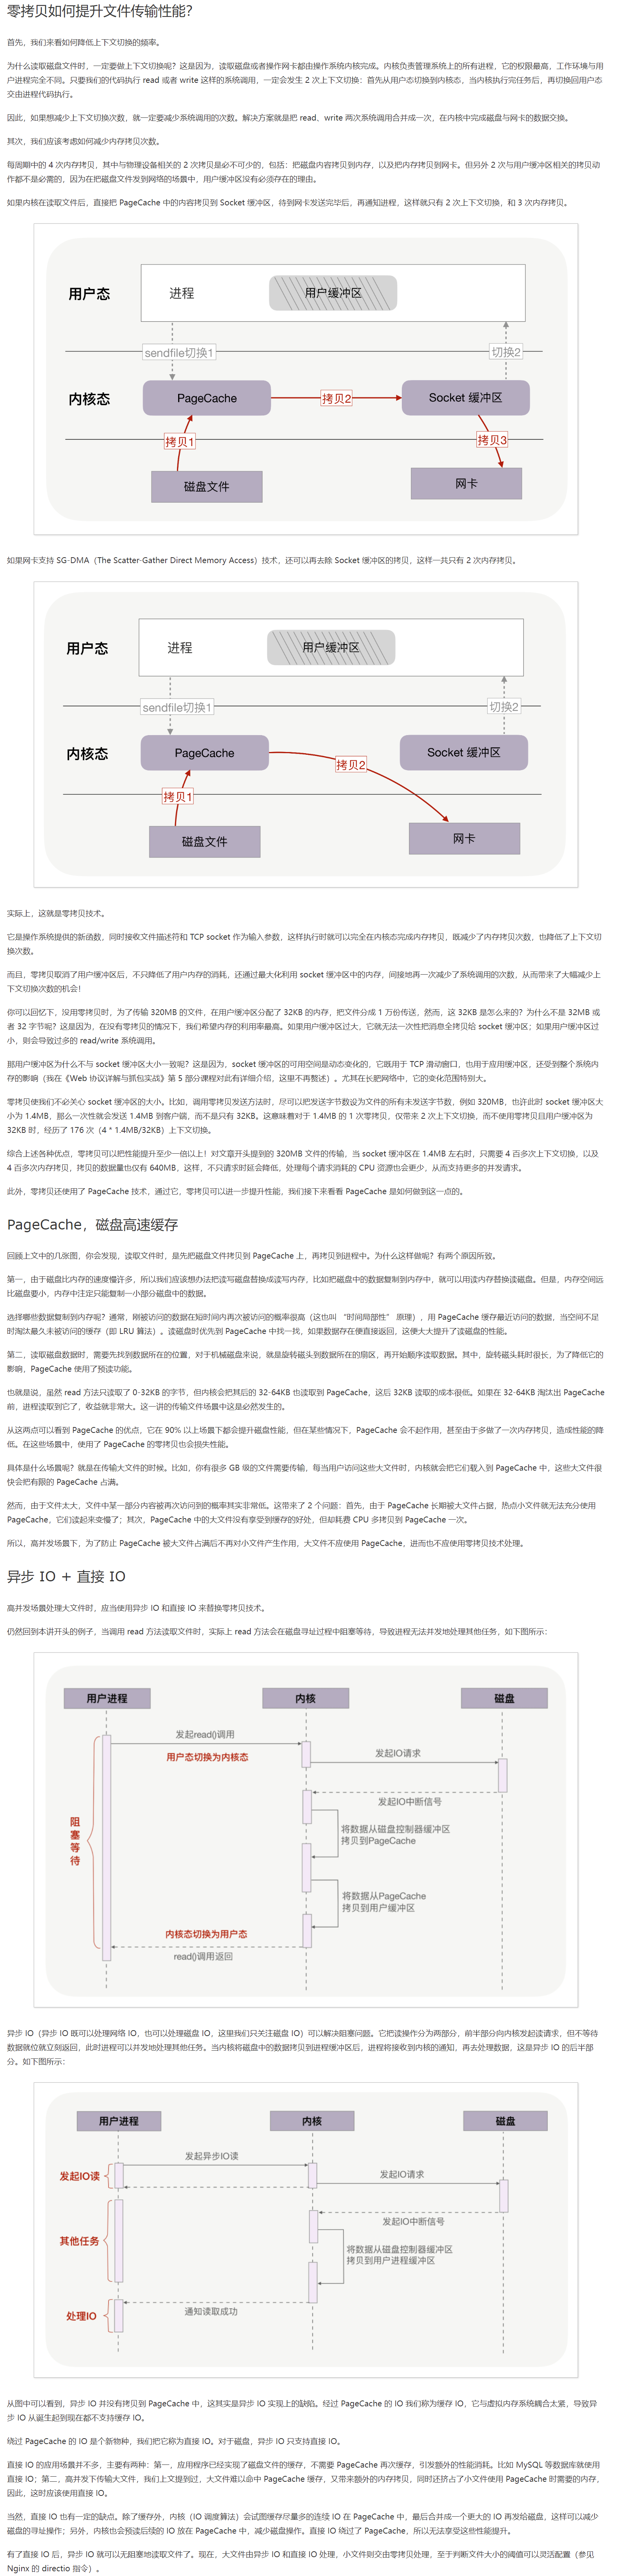 零拷贝如何提升文件传输性能？
首先，我们来看如何降低上下文切换的频率。
为什么读取磁盘文件时，一定要做上下文切换呢？这是因为，读取磁盘或者操作网卡都由操作系统内核完成。内核负责管理系统上的所有进程，它的权限最高，工作环境与用
户进程完全不同。只要我们的代码执行 read 或者 write 这样的系统调用，一定会发生 2 次上下文切换：首先从用户态切换到内核态，当内核执行完任务后，再切换回用户态
交由进程代码执行。
因此，如果想减少上下文切换次数，就一定要减少系统调用的次数。解决方案就是把 read、write 两次系统调用合并成一次，在内核中完成磁盘与网卡的数据交换。
其次，我们应该考虑如何减少内存拷贝次数。
每周期中的 4 次内存拷贝，其中与物理设备相关的 2 次拷贝是必不可少的，包括：把磁盘内容拷贝到内存，以及把内存拷贝到网卡。但另外 2 次与用户缓冲区相关的拷贝动
作都不是必需的，因为在把磁盘文件发到网络的场景中，用户缓冲区没有必须存在的理由。
如果内核在读取文件后，直接把 PageCache 中的内容拷贝到 Socket 缓冲区，待到网卡发送完毕后，再通知进程，这样就只有 2 次上下文切换，和 3 次内存拷贝。
用户态
进程
用户缓冲区
sendfile切换1
切换2
内核态
PageCache
拷贝2
Socket 缓冲区
拷贝1
拷贝3
磁盘文件
网卡
如果网卡支持 SG-DMA（The Scatter-Gather Direct Memory Access）技术，还可以再去除 Socket 缓冲区的拷贝，这样一共只有 2 次内存拷贝。
用户态
进程
用户缓冲区
sendfile切换1
切换2
内核态
PageCache
拷贝2
Socket 缓冲区
拷贝1
磁盘文件
网卡
实际上，这就是零拷贝技术。
它是操作系统提供的新函数，同时接收文件描述符和 TCP socket 作为输入参数，这样执行时就可以完全在内核态完成内存拷贝，既减少了内存拷贝次数，也降低了上下文切
换次数。
而且，零拷贝取消了用户缓冲区后，不只降低了用户内存的消耗，还通过最大化利用 socket 缓冲区中的内存，间接地再一次减少了系统调用的次数，从而带来了大幅减少上
下文切换次数的机会！
你可以回忆下，没用零拷贝时，为了传输 320MB 的文件，在用户缓冲区分配了 32KB 的内存，把文件分成 1 万份传送，然而，这 32KB 是怎么来的？为什么不是 32MB 或
者 32 字节呢？这是因为，在没有零拷贝的情况下，我们希望内存的利用率最高。如果用户缓冲区过大，它就无法一次性把消息全拷贝给 socket 缓冲区；如果用户缓冲区过
小，则会导致过多的 read/write 系统调用。
那用户缓冲区为什么不与 socket 缓冲区大小一致呢？这是因为，socket 缓冲区的可用空间是动态变化的，它既用于 TCP 滑动窗口，也用于应用缓冲区，还受到整个系统内
存的影响（我在《Web 协议详解与抓包实战》第 5 部分课程对此有详细介绍，这里不再赘述）。尤其在长肥网络中，它的变化范围特别大。
零拷贝使我们不必关心 socket 缓冲区的大小。比如，调用零拷贝发送方法时，尽可以把发送字节数设为文件的所有未发送字节数，例如 320MB，也许此时 socket 缓冲区大
小为 1.4MB，那么一次性就会发送 1.4MB 到客户端，而不是只有 32KB。这意味着对于 1.4MB 的 1 次零拷贝，仅带来 2 次上下文切换，而不使用零拷贝且用户缓冲区为
32KB 时，经历了 176 次（4 * 1.4MB/32KB）上下文切换。
综合上述各种优点，零拷贝可以把性能提升至少一倍以上！对文章开头提到的 320MB 文件的传输，当 socket 缓冲区在 1.4MB 左右时，只需要 4 百多次上下文切换，以及
4 百多次内存拷贝，拷贝的数据量也仅有 640MB，这样，不只请求时延会降低，处理每个请求消耗的 CPU 资源也会更少，从而支持更多的并发请求。
此外，零拷贝还使用了 PageCache 技术，通过它，零拷贝可以进一步提升性能，我们接下来看看 PageCache 是如何做到这一点的。
PageCache，磁盘高速缓存
回顾上文中的几张图，你会发现，读取文件时，是先把磁盘文件拷贝到 PageCache 上，再拷贝到进程中。为什么这样做呢？有两个原因所致。
第一，由于磁盘比内存的速度慢许多，所以我们应该想办法把读写磁盘替换成读写内存，比如把磁盘中的数据复制到内存中，就可以用读内存替换读磁盘。但是，内存空间远
比磁盘要小，内存中注定只能复制一小部分磁盘中的数据。
选择哪些数据复制到内存呢？通常，刚被访问的数据在短时间内再次被访问的概率很高（这也叫 “时间局部性” 原理），用 PageCache 缓存最近访问的数据，当空间不足
时淘汰最久未被访问的缓存（即 LRU 算法）。读磁盘时优先到 PageCache 中找一找，如果数据存在便直接返回，这便大大提升了读磁盘的性能。
第二，读取磁盘数据时，需要先找到数据所在的位置，对于机械磁盘来说，就是旋转磁头到数据所在的扇区，再开始顺序读取数据。其中，旋转磁头耗时很长，为了降低它的
影响，PageCache 使用了预读功能。
也就是说，虽然 read 方法只读取了 0-32KB 的字节，但内核会把其后的 32-64KB 也读取到 PageCache，这后 32KB 读取的成本很低。如果在 32-64KB 淘汰出 PageCache
前，进程读取到它了，收益就非常大。这一讲的传输文件场景中这是必然发生的。
从这两点可以看到 PageCache 的优点，它在 90% 以上场景下都会提升磁盘性能，但在某些情况下，PageCache 会不起作用，甚至由于多做了一次内存拷贝，造成性能的降
低。在这些场景中，使用了 PageCache 的零拷贝也会损失性能。
具体是什么场景呢？就是在传输大文件的时候。比如，你有很多 GB 级的文件需要传输，每当用户访问这些大文件时，内核就会把它们载入到 PageCache 中，这些大文件很
快会把有限的 PageCache 占满。
然而，由于文件太大，文件中某一部分内容被再次访问到的概率其实非常低。这带来了 2 个问题：首先，由于 PageCache 长期被大文件占据，热点小文件就无法充分使用
PageCache，它们读起来变慢了；其次，PageCache 中的大文件没有享受到缓存的好处，但却耗费 CPU 多拷贝到 PageCache 一次。
所以，高并发场景下，为了防止 PageCache 被大文件占满后不再对小文件产生作用，大文件不应使用 PageCache，进而也不应使用零拷贝技术处理。
异步 IO + 直接 IO
高并发场景处理大文件时，应当使用异步 IO 和直接 IO 来替换零拷贝技术。
仍然回到本讲开头的例子，当调用 read 方法读取文件时，实际上 read 方法会在磁盘寻址过程中阻塞等待，导致进程无法并发地处理其他任务，如下图所示：
用户进程
内核
磁盘
发起read()调用
用户态切换为内核态
发起IO请求
发起IO中断信号
阻塞等待
将数据从磁盘控制器缓冲区
拷贝到PageCache
将数据从PageCache
拷贝到用户缓冲区
内核态切换为用户态
read()调用返回
异步 IO（异步 IO 既可以处理网络 IO，也可以处理磁盘 IO，这里我们只关注磁盘 IO）可以解决阻塞问题。它把读操作分为两部分，前半部分向内核发起读请求，但不等待
数据就位就立刻返回，此时进程可以并发地处理其他任务。当内核将磁盘中的数据拷贝到进程缓冲区后，进程将接收到内核的通知，再去处理数据，这是异步 IO 的后半部
分。如下图所示：
用户进程
内核
磁盘
发起异步IO读
发起IO读
发起IO请求
发起IO中断信号
其他任务
将数据从磁盘控制器缓冲区
拷贝到用户进程缓冲区
处理IO
通知读取成功
从图中可以看到，异步 IO 并没有拷贝到 PageCache 中，这其实是异步 IO 实现上的缺陷。经过 PageCache 的 IO 我们称为缓存 IO，它与虚拟内存系统耦合太紧，导致异
步 IO 从诞生起到现在都不支持缓存 IO。
绕过 PageCache 的 IO 是个新物种，我们把它称为直接 IO。对于磁盘，异步 IO 只支持直接 IO。
直接 IO 的应用场景并不多，主要有两种：第一，应用程序已经实现了磁盘文件的缓存，不需要 PageCache 再次缓存，引发额外的性能消耗。比如 MySQL 等数据库就使用
直接 IO；第二，高并发下传输大文件，我们上文提到过，大文件难以命中 PageCache 缓存，又带来额外的内存拷贝，同时还挤占了小文件使用 PageCache 时需要的内存，
因此，这时应该使用直接 IO。
当然，直接 IO 也有一定的缺点。除了缓存外，内核（IO 调度算法）会试图缓存尽量多的连续 IO 在 PageCache 中，最后合并成一个更大的 IO 再发给磁盘，这样可以减少
磁盘的寻址操作；另外，内核也会预读后续的 IO 放在 PageCache 中，减少磁盘操作。直接 IO 绕过了 PageCache，所以无法享受这些性能提升。
有了直接 IO 后，异步 IO 就可以无阻塞地读取文件了。现在，大文件由异步 IO 和直接 IO 处理，小文件则交由零拷贝处理，至于判断文件大小的阈值可以灵活配置（参见
Nginx 的 directio 指令）。